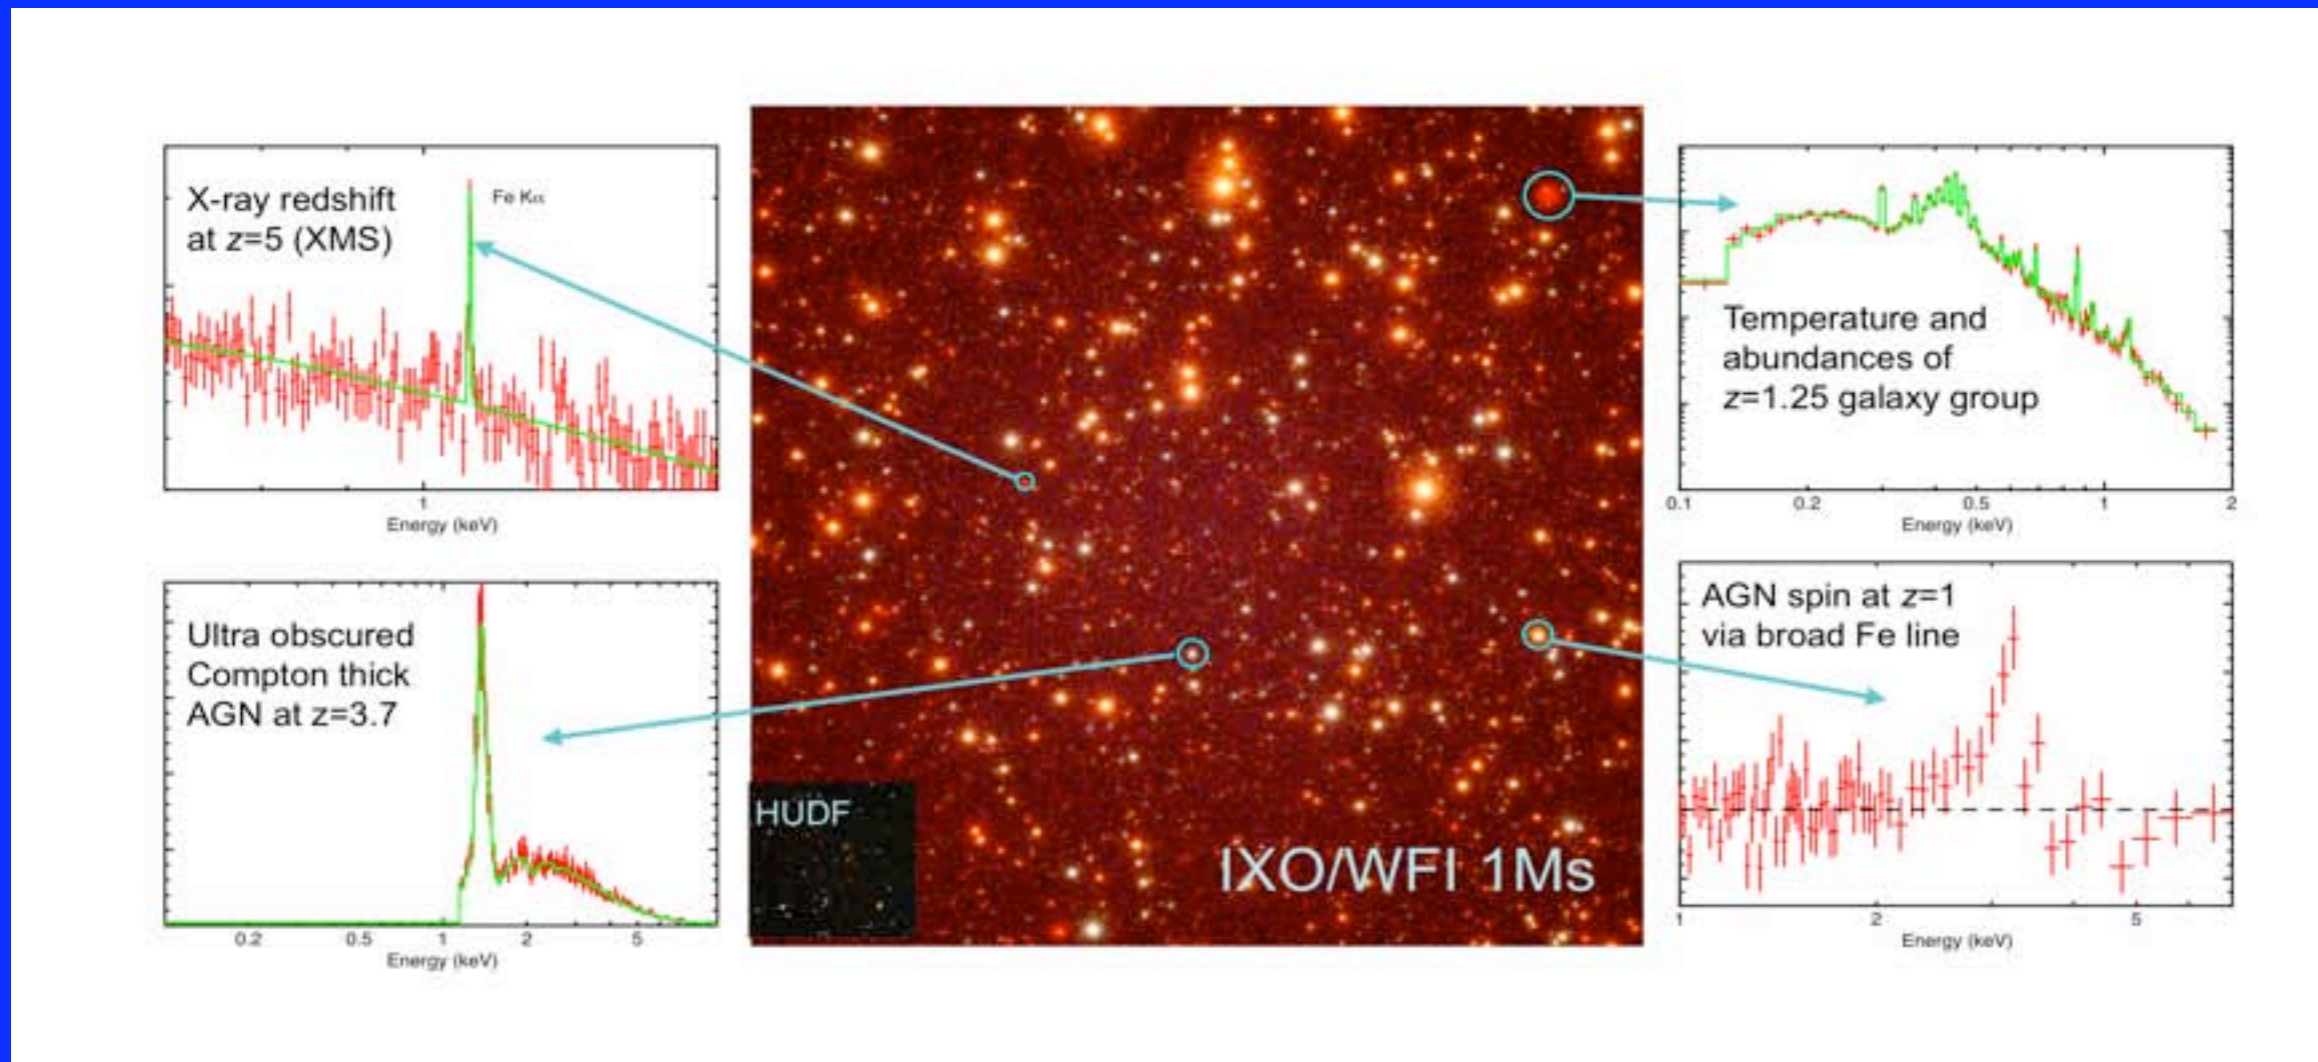 X-ray redshift
at z=5 (XMS)
Fe Kα
1
Energy (keV)
Ultra obscured
Compton thick
AGN at z=3.7
0.2 0.5 1 2 5
Energy (keV)
HUDF
IXO/WFI 1Ms
Temperature and
abundances of
z=1.25 galaxy group
0.1 0.2 0.5 1 2
Energy (keV)
AGN spin at z=1
via broad Fe line
1 2 5
Energy (keV)